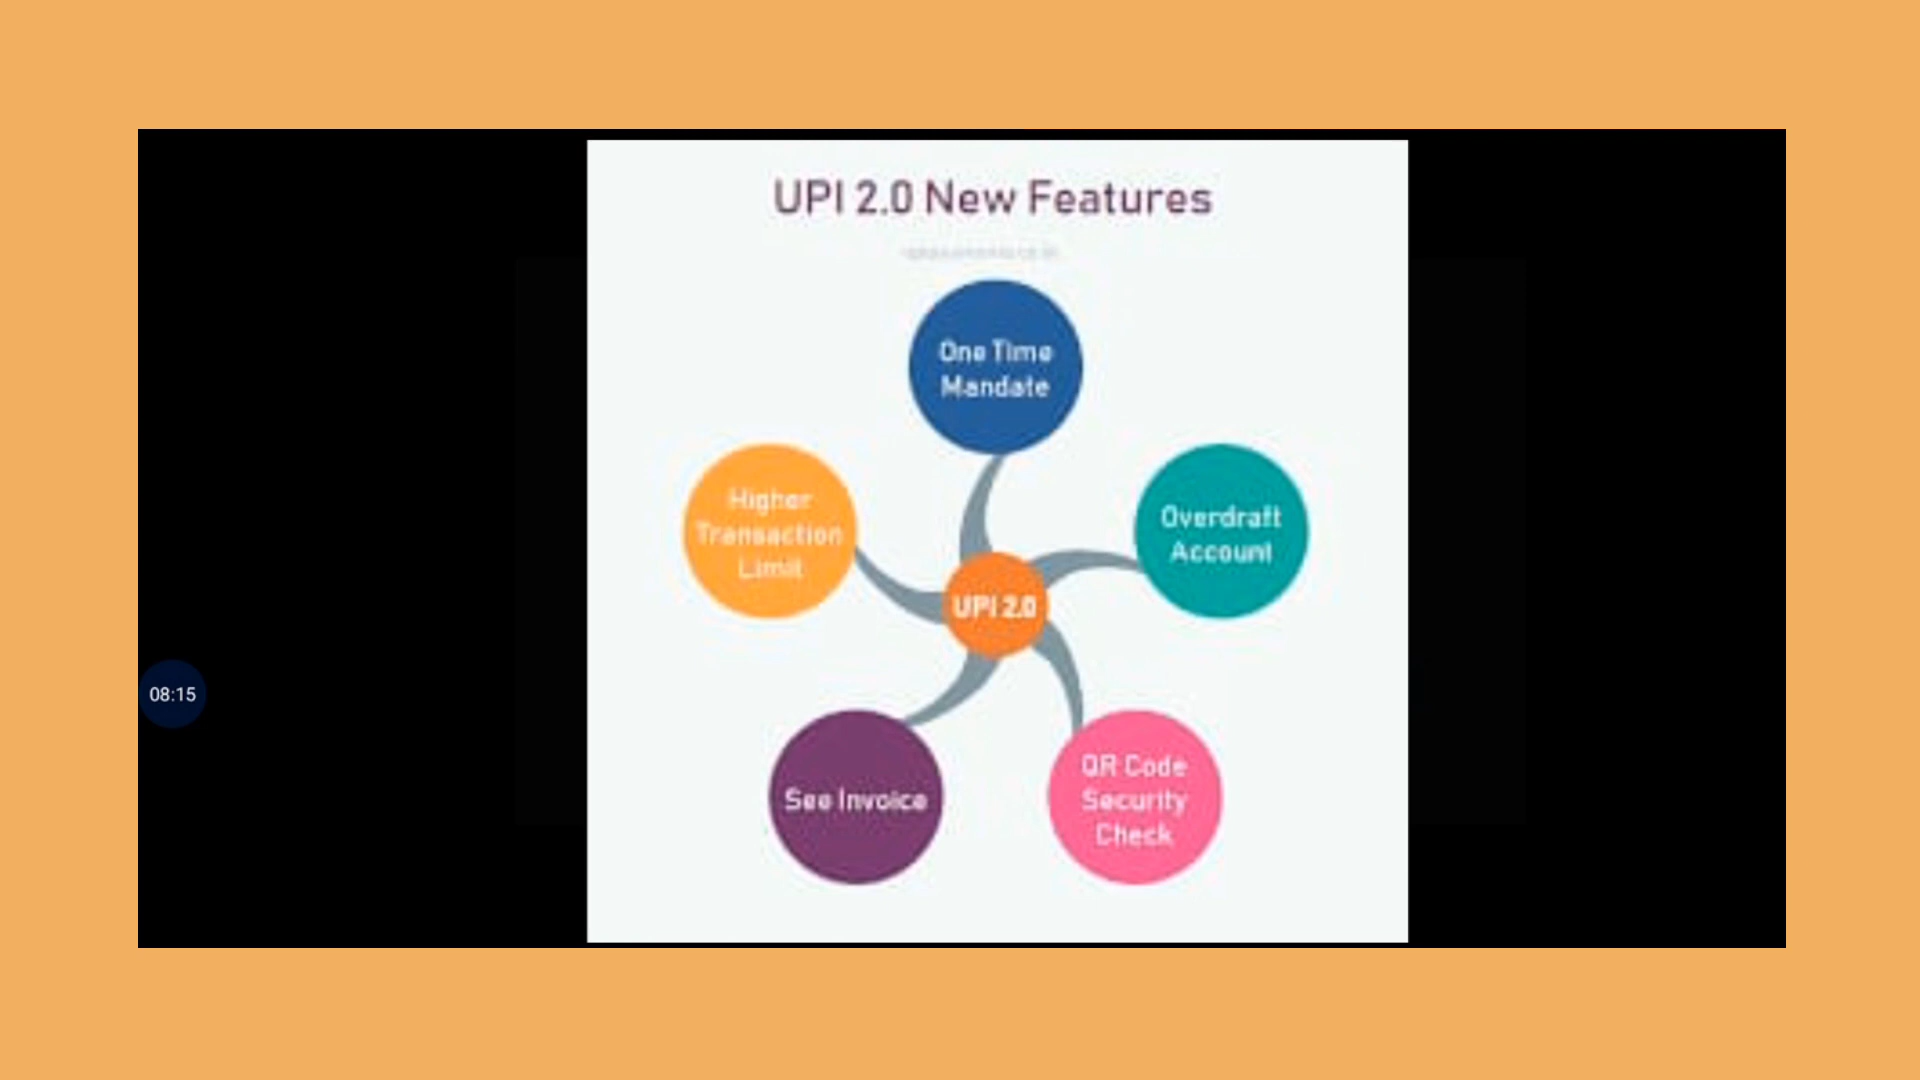 UPI 2.0 New Features
One Time
Mandate
Higher
Transaction
Limit
Overdraft
Account
UPI 2.0
08:15
See Invoice
QR Code
Security
Check